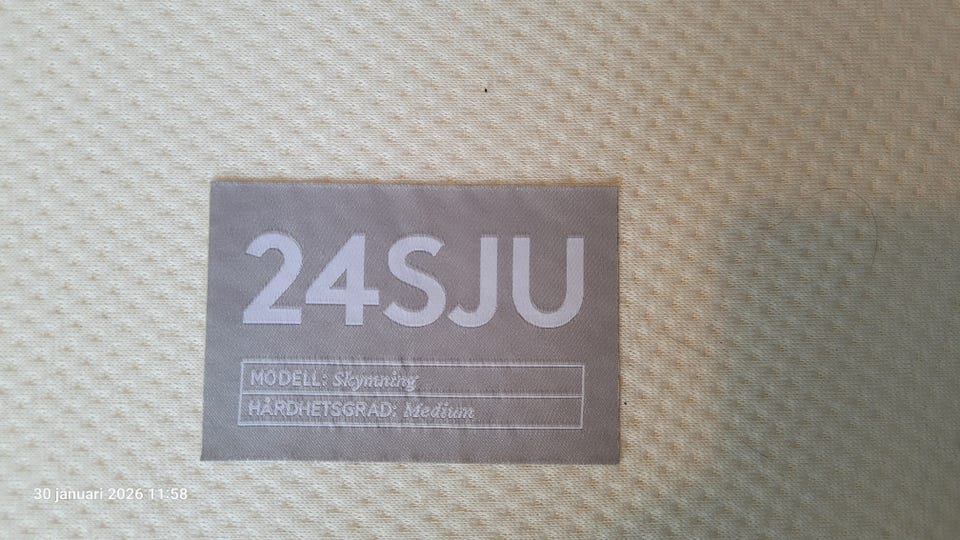 24SJU
MODELL: Skymning
HÅRDHETSGRAD: Medium
30 januari 2026 11:58